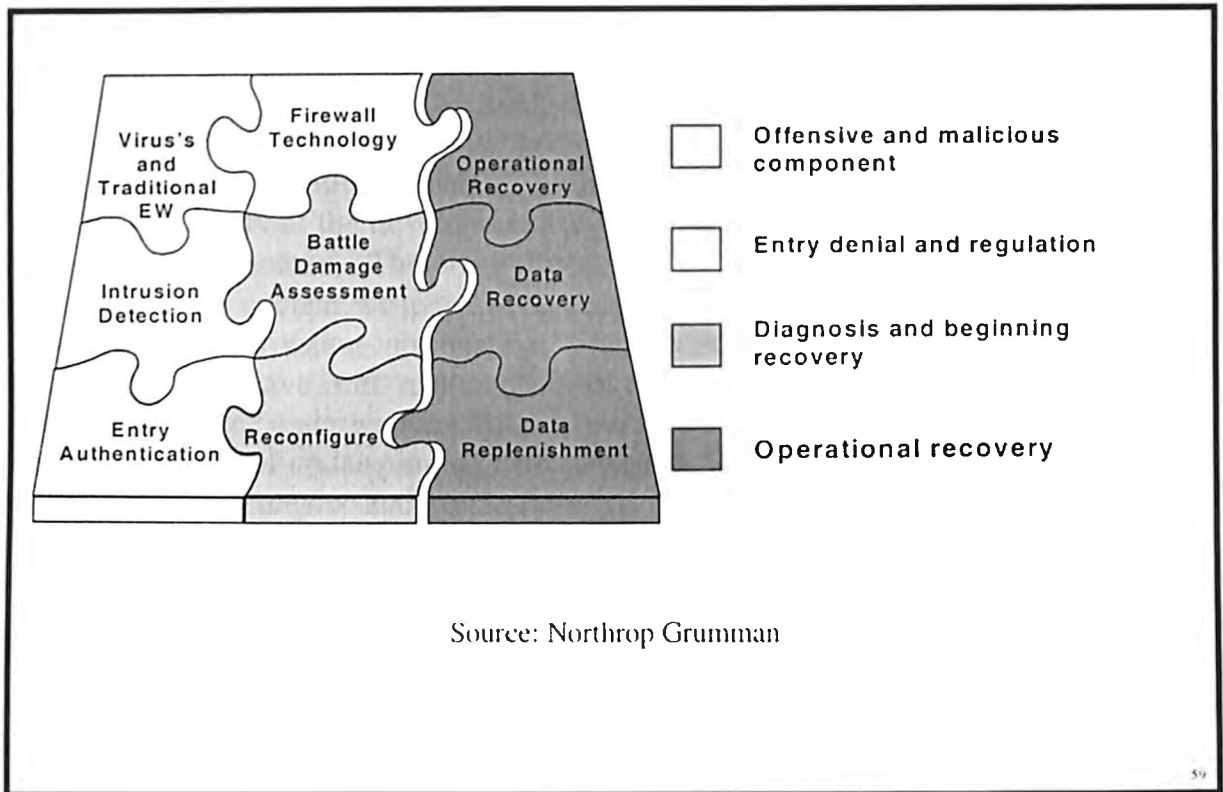 Virus's
and
Traditional
EW
Firewall
Technology
Operational
Recovery
Intrusion
Detection
Battle
Damage
Assessment
Data
Recovery
Entry
Authentication
Reconfigure
Data
Replenishment
Offensive and malicious
component
Entry denial and regulation
Diagnosis and beginning
recovery
Operational recovery
Source: Northrop Grumman
59